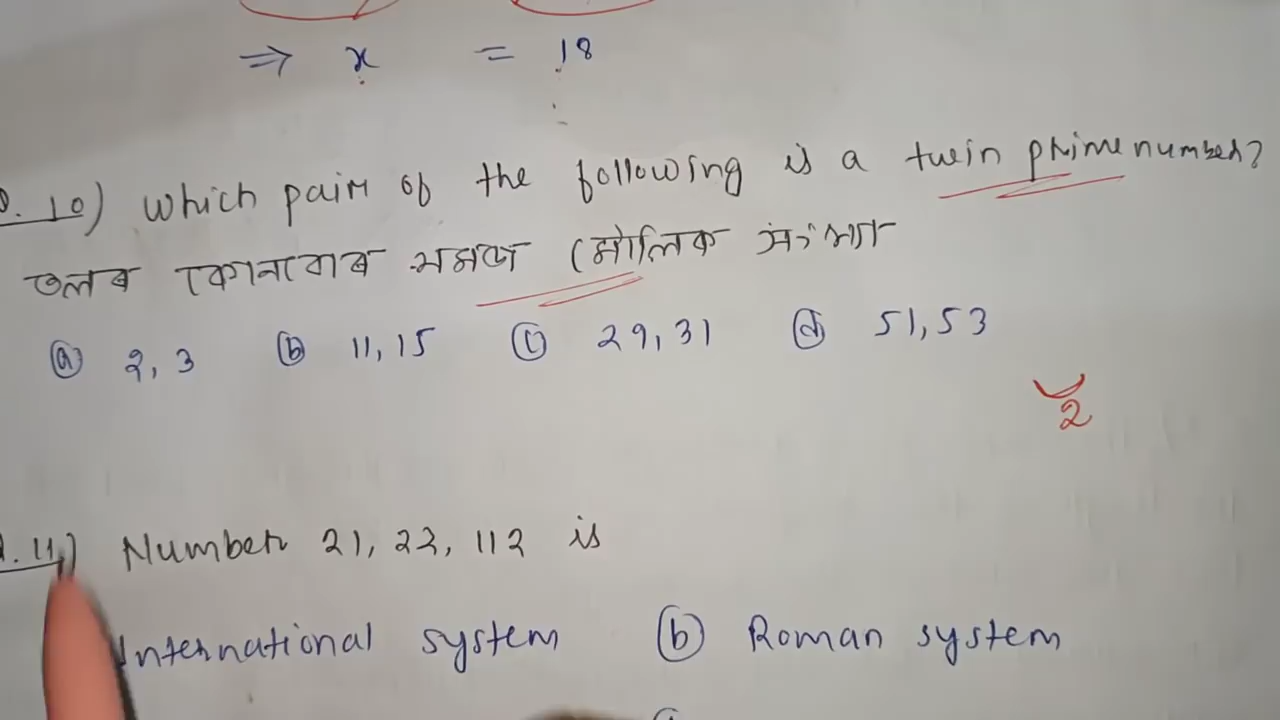 ⇒ x = 18
Q. 10) Which pair of the following is a twin prime number?
তলৰ কোনবোৰ যমজ মৌলিক সংখ্যা
(a) 2, 3 (b) 11, 15 (c) 29, 31 (d) 51, 53
2
Q. 11) Number 21, 22, 112 is
International system (b) Roman system